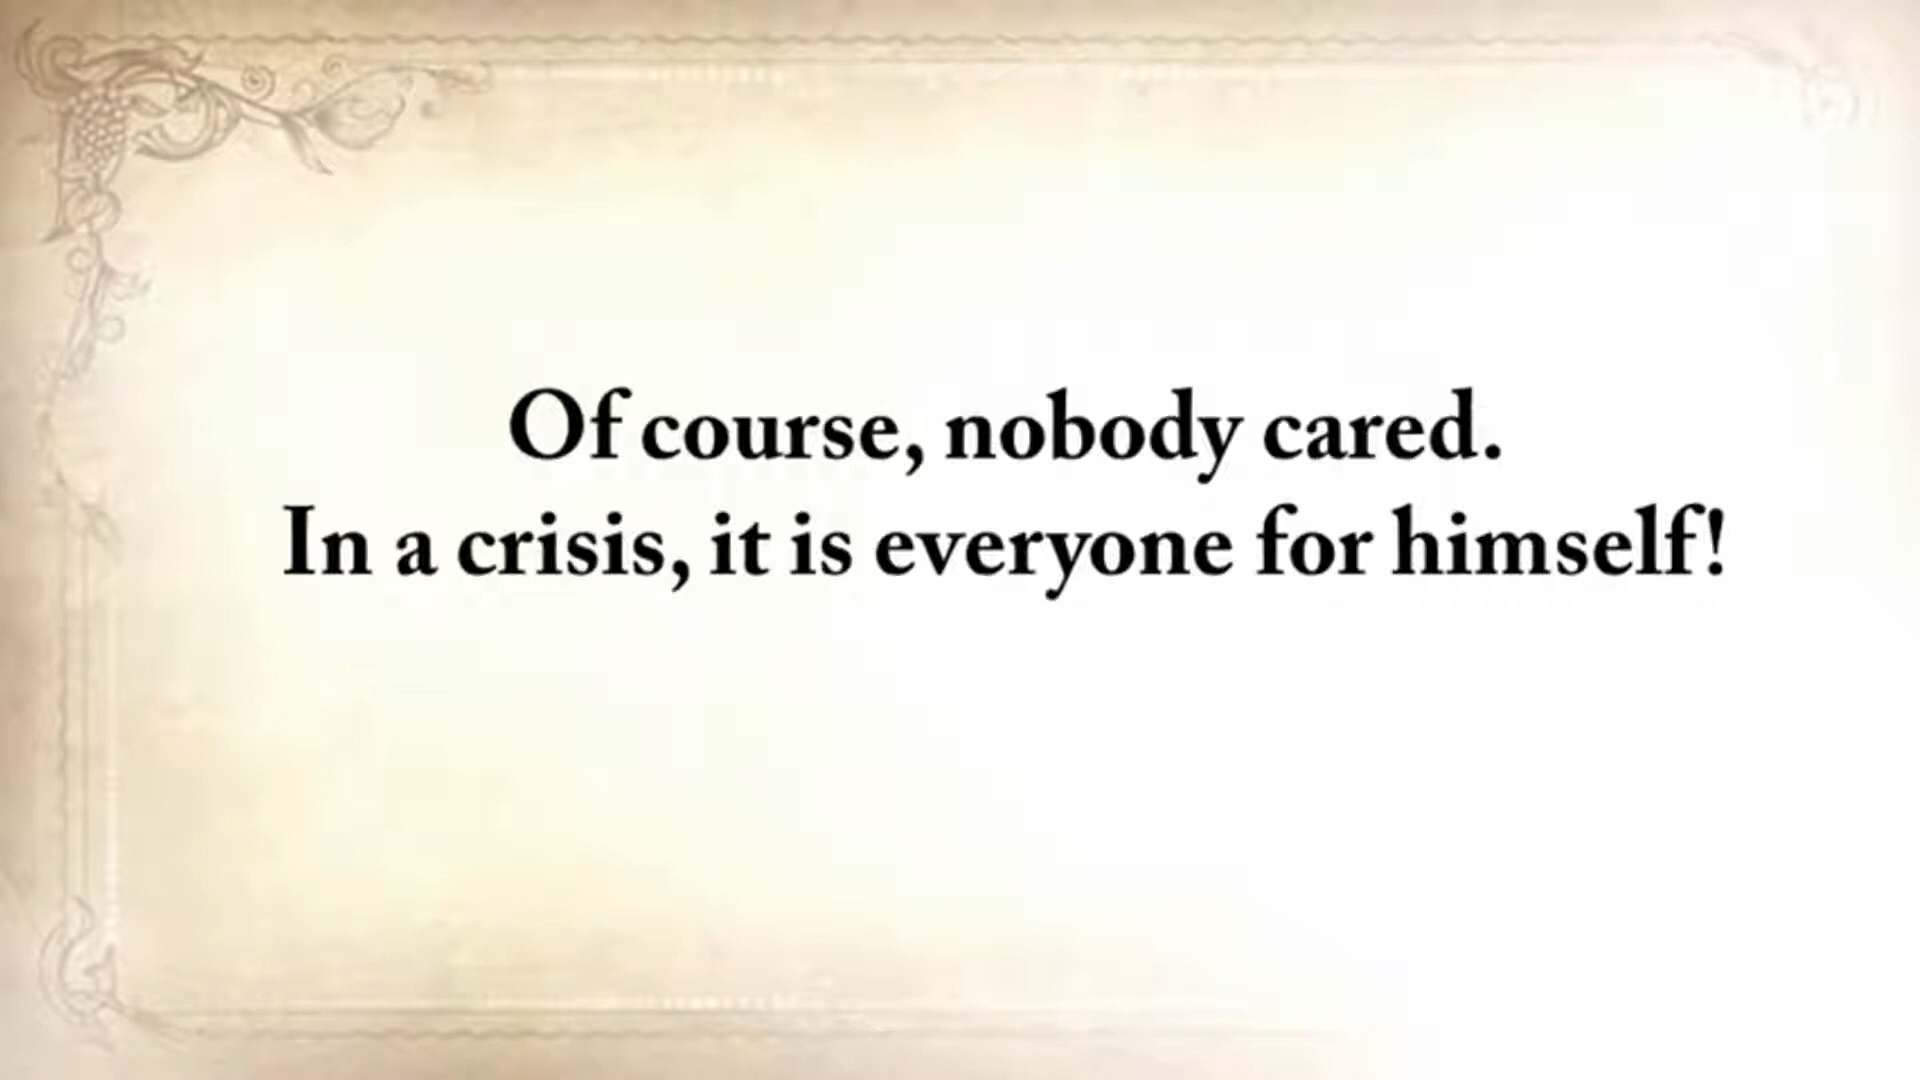 Of course, nobody cared.
In a crisis, it is everyone for himself!